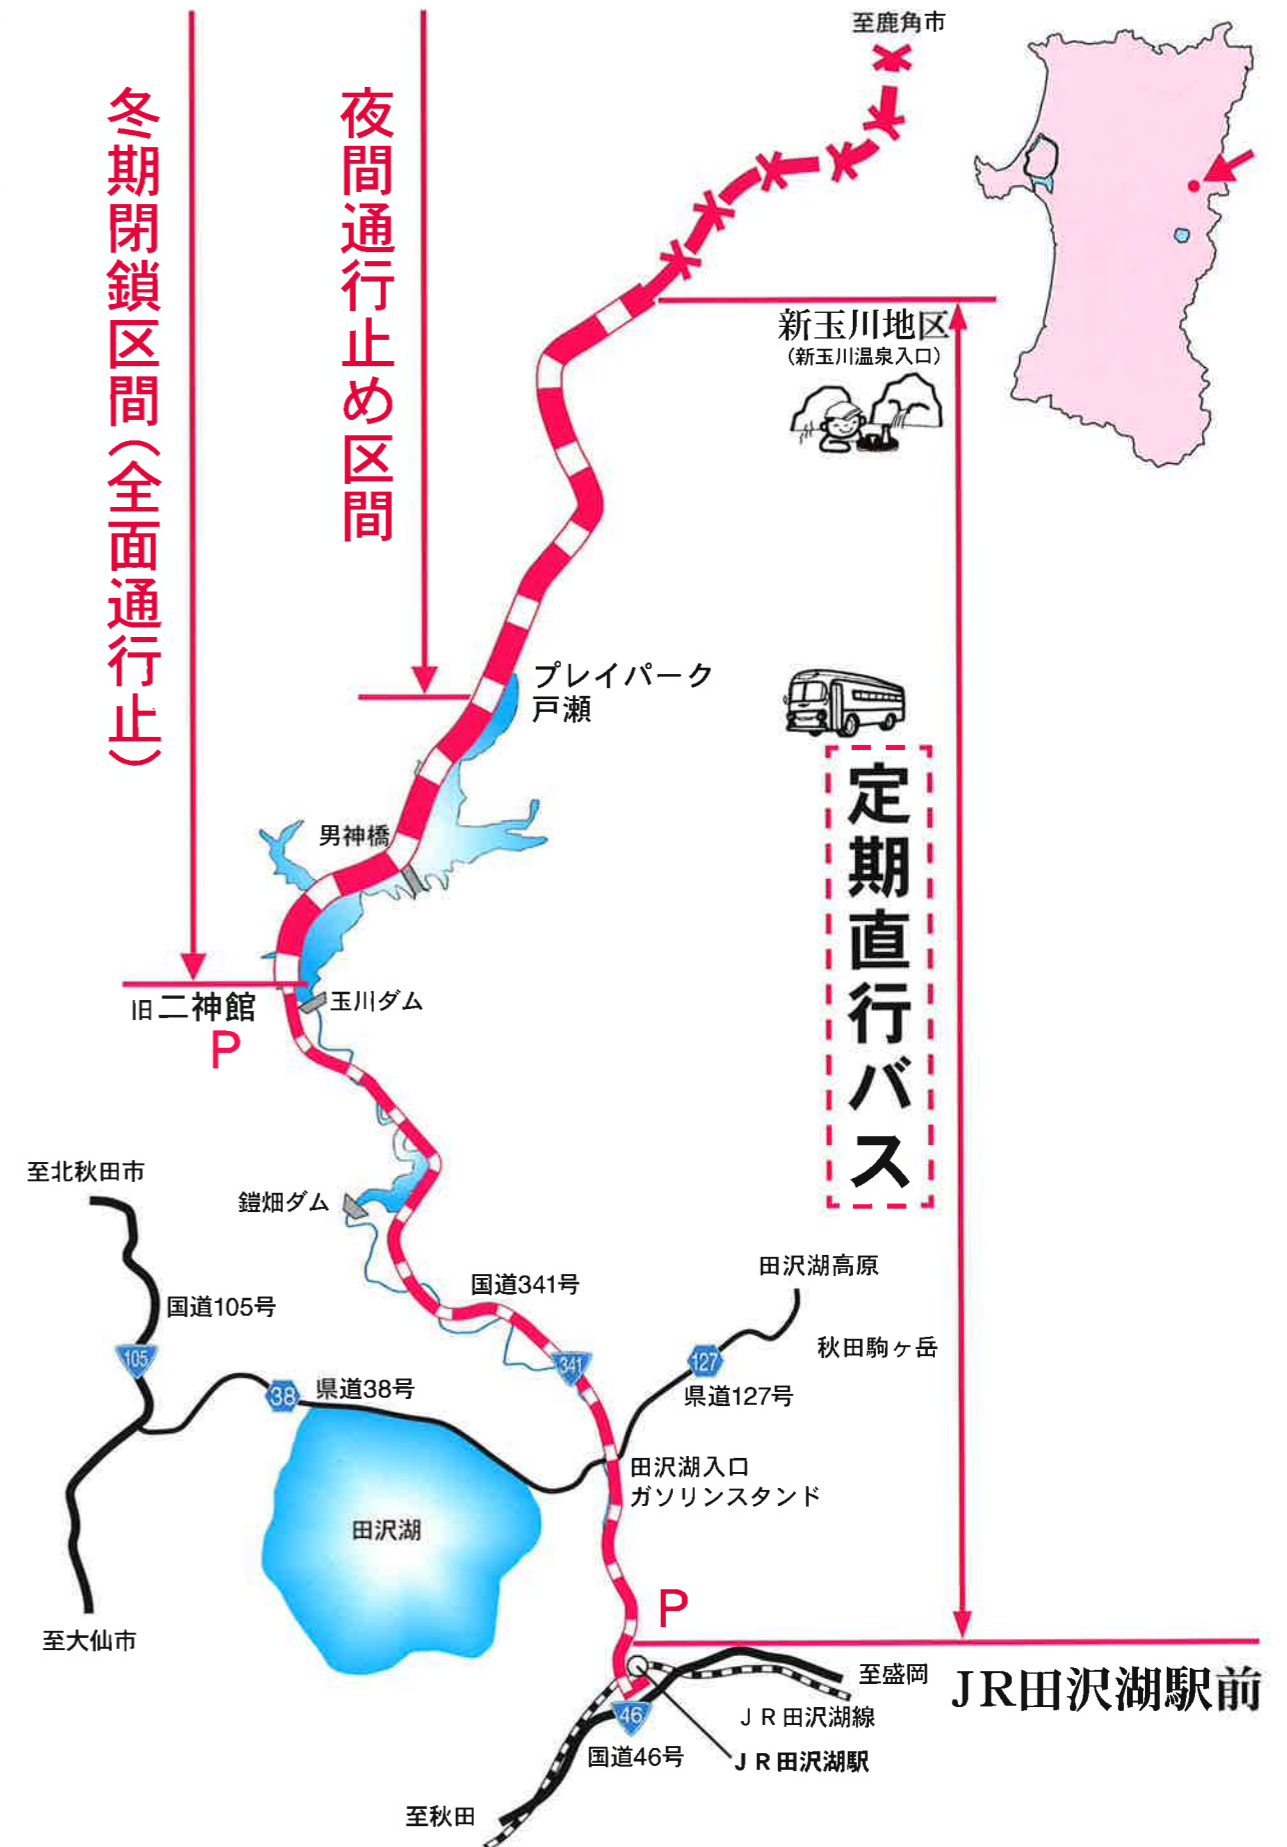 至鹿角市
冬期閉鎖区間(全面通行止)
夜間通行止め区間
新玉川地区
(新玉川温泉入口)
プレイパーク
戸瀬
定期直行バス
男神橋
旧二神館
玉川ダム
P
至北秋田市
鎧畑ダム
田沢湖高原
国道341号
国道105号
秋田駒ヶ岳
105
341
127
38
県道38号
県道127号
田沢湖入口
ガソリンスタンド
田沢湖
P
至大仙市
至盛岡
JR田沢湖駅前
JR田沢湖線
46
国道46号
JR田沢湖駅
至秋田